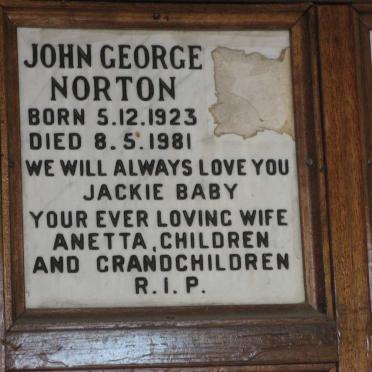 JOHN GEORGE
NORTON
BORN 5.12.1923
DIED 8.5.1981
WE WILL ALWAYS LOVE YOU
JACKIE BABY
YOUR EVER LOVING WIFE
ANETTA, CHILDREN
AND GRANDCHILDREN
R.I.P.